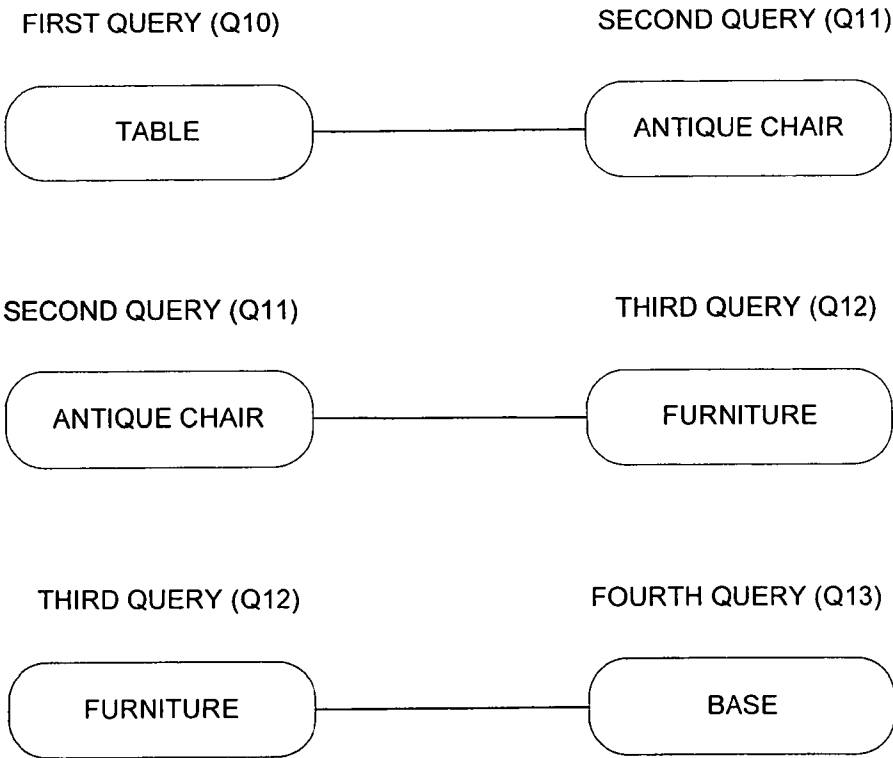 FIRST QUERY (Q10)
SECOND QUERY (Q11)
TABLE
ANTIQUE CHAIR
SECOND QUERY (Q11)
THIRD QUERY (Q12)
ANTIQUE CHAIR
FURNITURE
THIRD QUERY (Q12)
FOURTH QUERY (Q13)
FURNITURE
BASE